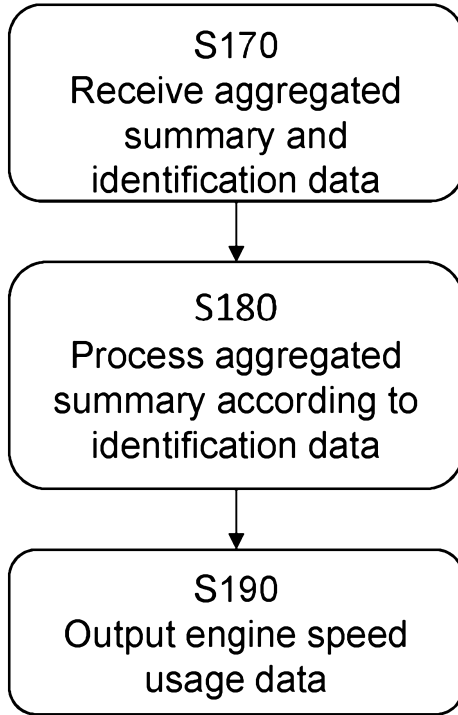 S170
Receive aggregated
summary and
identification data
S180
Process aggregated
summary according to
identification data
S190
Output engine speed
usage data